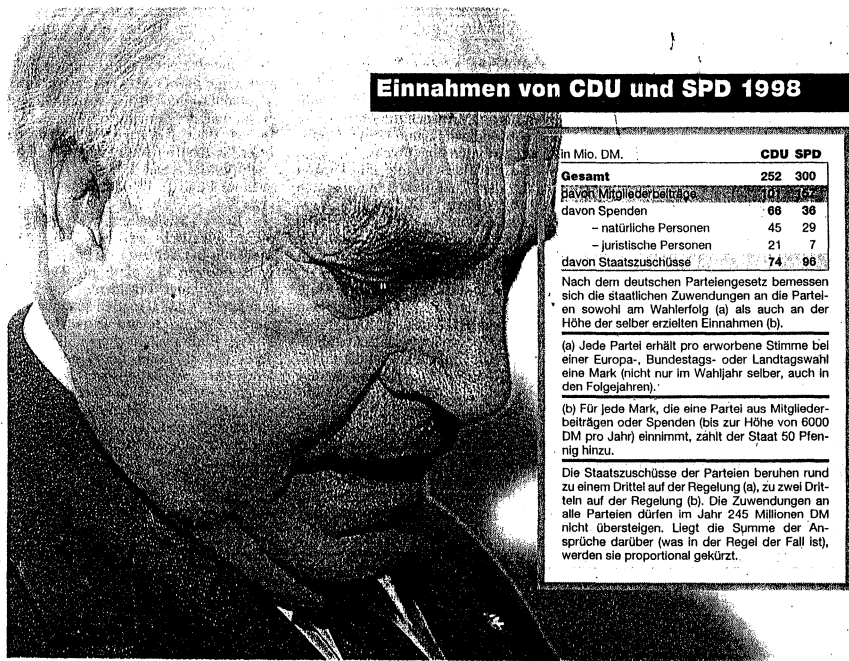 Einnahmen von CDU und SPD 1998
in Mio. DM. CDU SPD
Gesamt 252 300
davon Mitgliederbeiträge 101 157
davon Spenden 66 36
– natürliche Personen 45 29
– juristische Personen 21 7
davon Staatszuschüsse 74 96
Nach dem deutschen Parteiengesetz bemessen
sich die staatlichen Zuwendungen an die Partei-
en sowohl am Wahlerfolg (a) als auch an der
Höhe der selber erzielten Einnahmen (b).
(a) Jede Partei erhält pro erworbene Stimme bei
einer Europa-, Bundestags- oder Landtagswahl
eine Mark (nicht nur im Wahljahr selber, auch in
den Folgejahren).
(b) Für jede Mark, die eine Partei aus Mitglieder-
beiträgen oder Spenden (bis zur Höhe von 6000
DM pro Jahr) einnimmt, zahlt der Staat 50 Pfen-
nig hinzu.
Die Staatszuschüsse der Parteien beruhen rund
zu einem Drittel auf der Regelung (a), zu zwei Drit-
teln auf der Regelung (b). Die Zuwendungen an
alle Parteien dürfen im Jahr 245 Millionen DM
nicht übersteigen. Liegt die Summe der An-
sprüche darüber (was in der Regel der Fall ist),
werden sie proportional gekürzt.